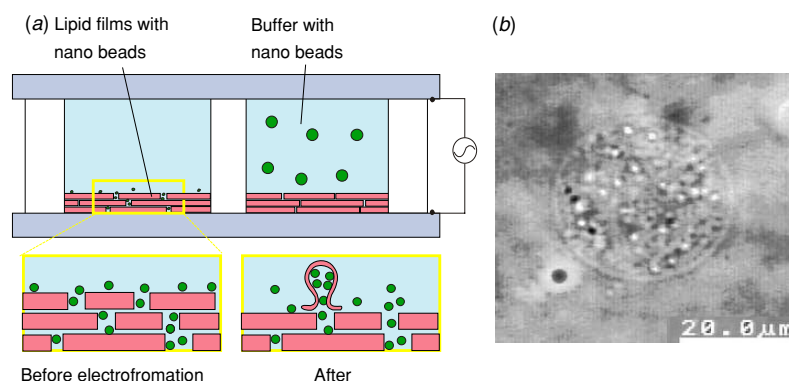 (a) Lipid films with
nano beads
Buffer with
nano beads
(b)
20.0µm
Before electrofromation
After